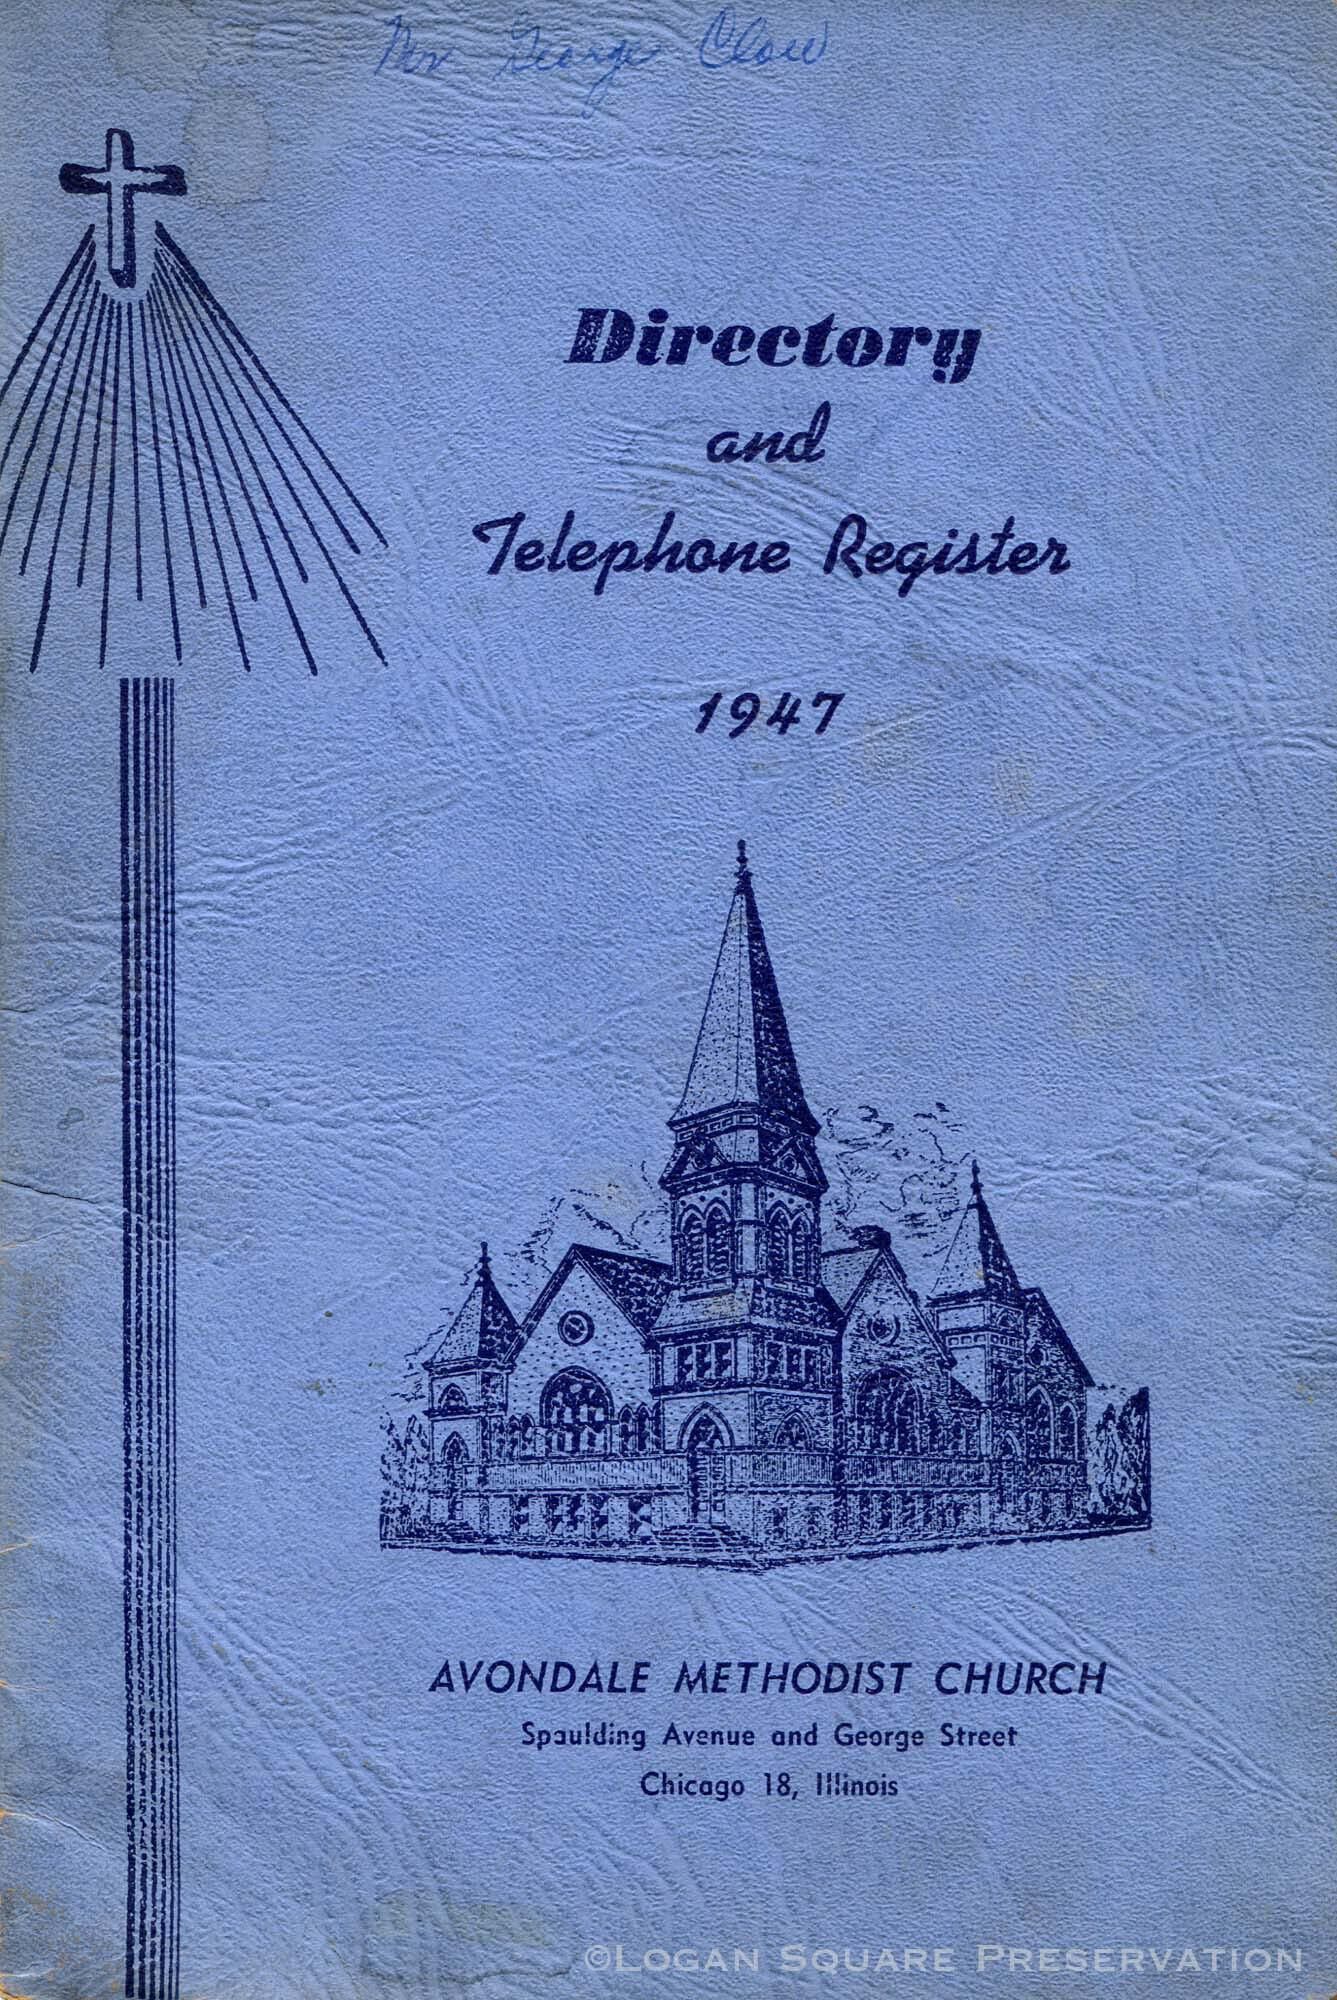 Mr George Clow
Directory
and
Telephone Register
1947
AVONDALE METHODIST CHURCH
Spaulding Avenue and George Street
Chicago 18, Illinois
©LOGAN SQUARE PRESERVATION